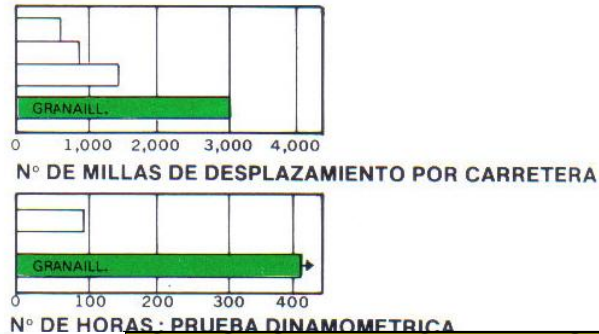 GRANAILL.
0 1,000 2,000 3,000 4,000
Nº DE MILLAS DE DESPLAZAMIENTO POR CARRETERA
GRANAILL.
0 100 200 300 400
Nº DE HORAS : PRUEBA DINAMOMETRICA